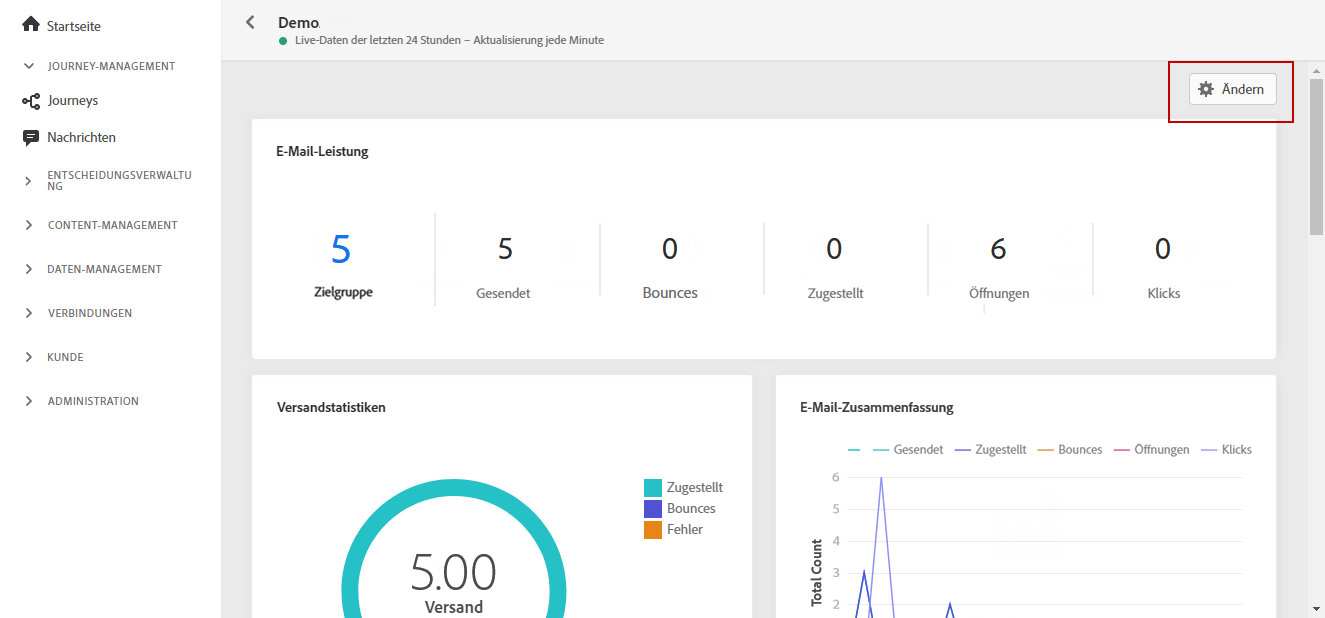 Startseite
JOURNEY-MANAGEMENT
Journeys
Nachrichten
ENTSCHEIDUNGSVERWALTU
NG
CONTENT-MANAGEMENT
DATEN-MANAGEMENT
VERBINDUNGEN
KUNDE
ADMINISTRATION
Demo
Live-Daten der letzten 24 Stunden – Aktualisierung jede Minute
Ändern
E-Mail-Leistung
5 5 0 0 6 0
Zielgruppe Gesendet Bounces Zugestellt Öffnungen Klicks
Versandstatistiken
Zugestellt
Bounces
Fehler
5.00
Versand
E-Mail-Zusammenfassung
Gesendet Zugestellt Bounces Öffnungen Klicks
6
5
4
3
2
Total Count